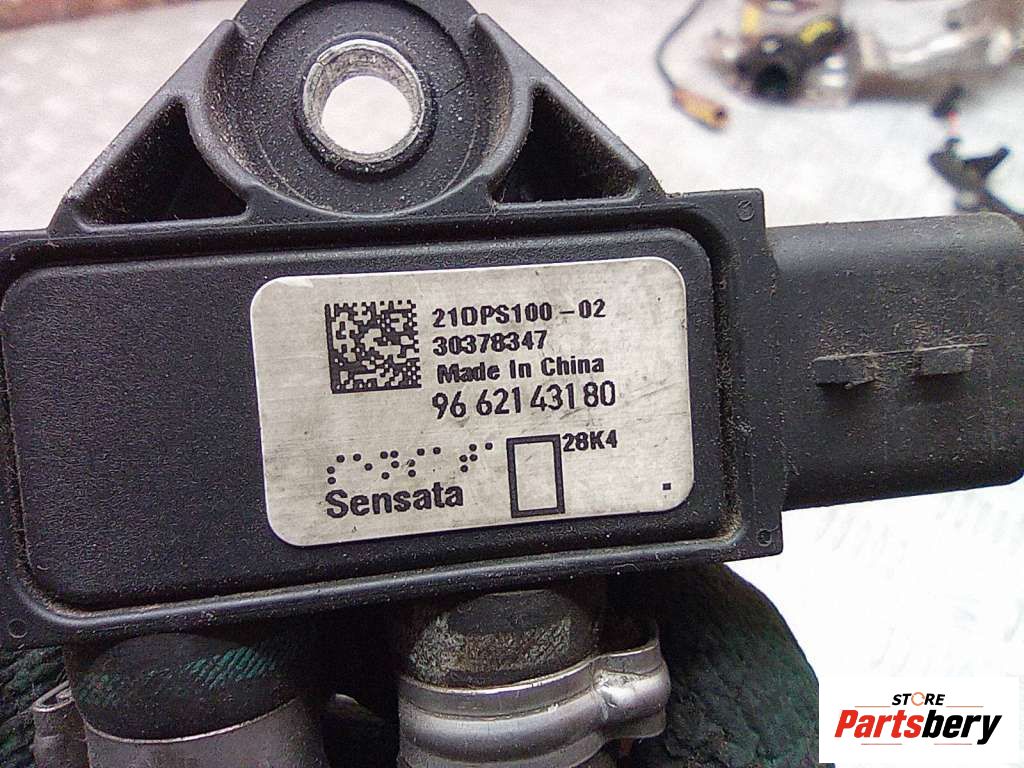 21DPS100-02
30378347
Made In China
96 621 431 80
28K4
Sensata
STORE
Partsbery